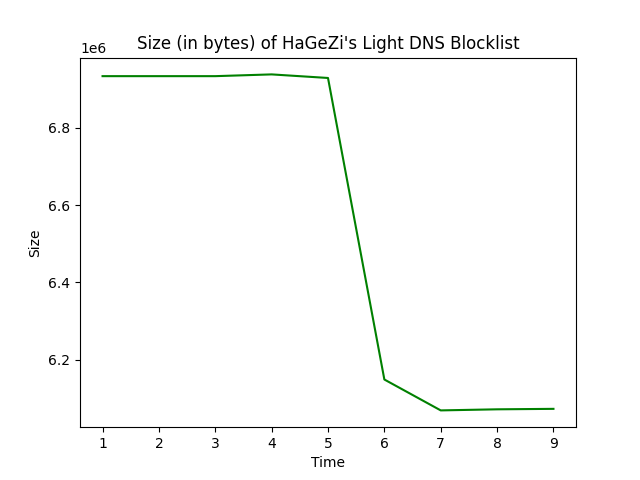 Size (in bytes) of HaGeZi's Light DNS Blocklist
1e6
6.8
6.6
6.4
6.2
Size
1 2 3 4 5 6 7 8 9
Time